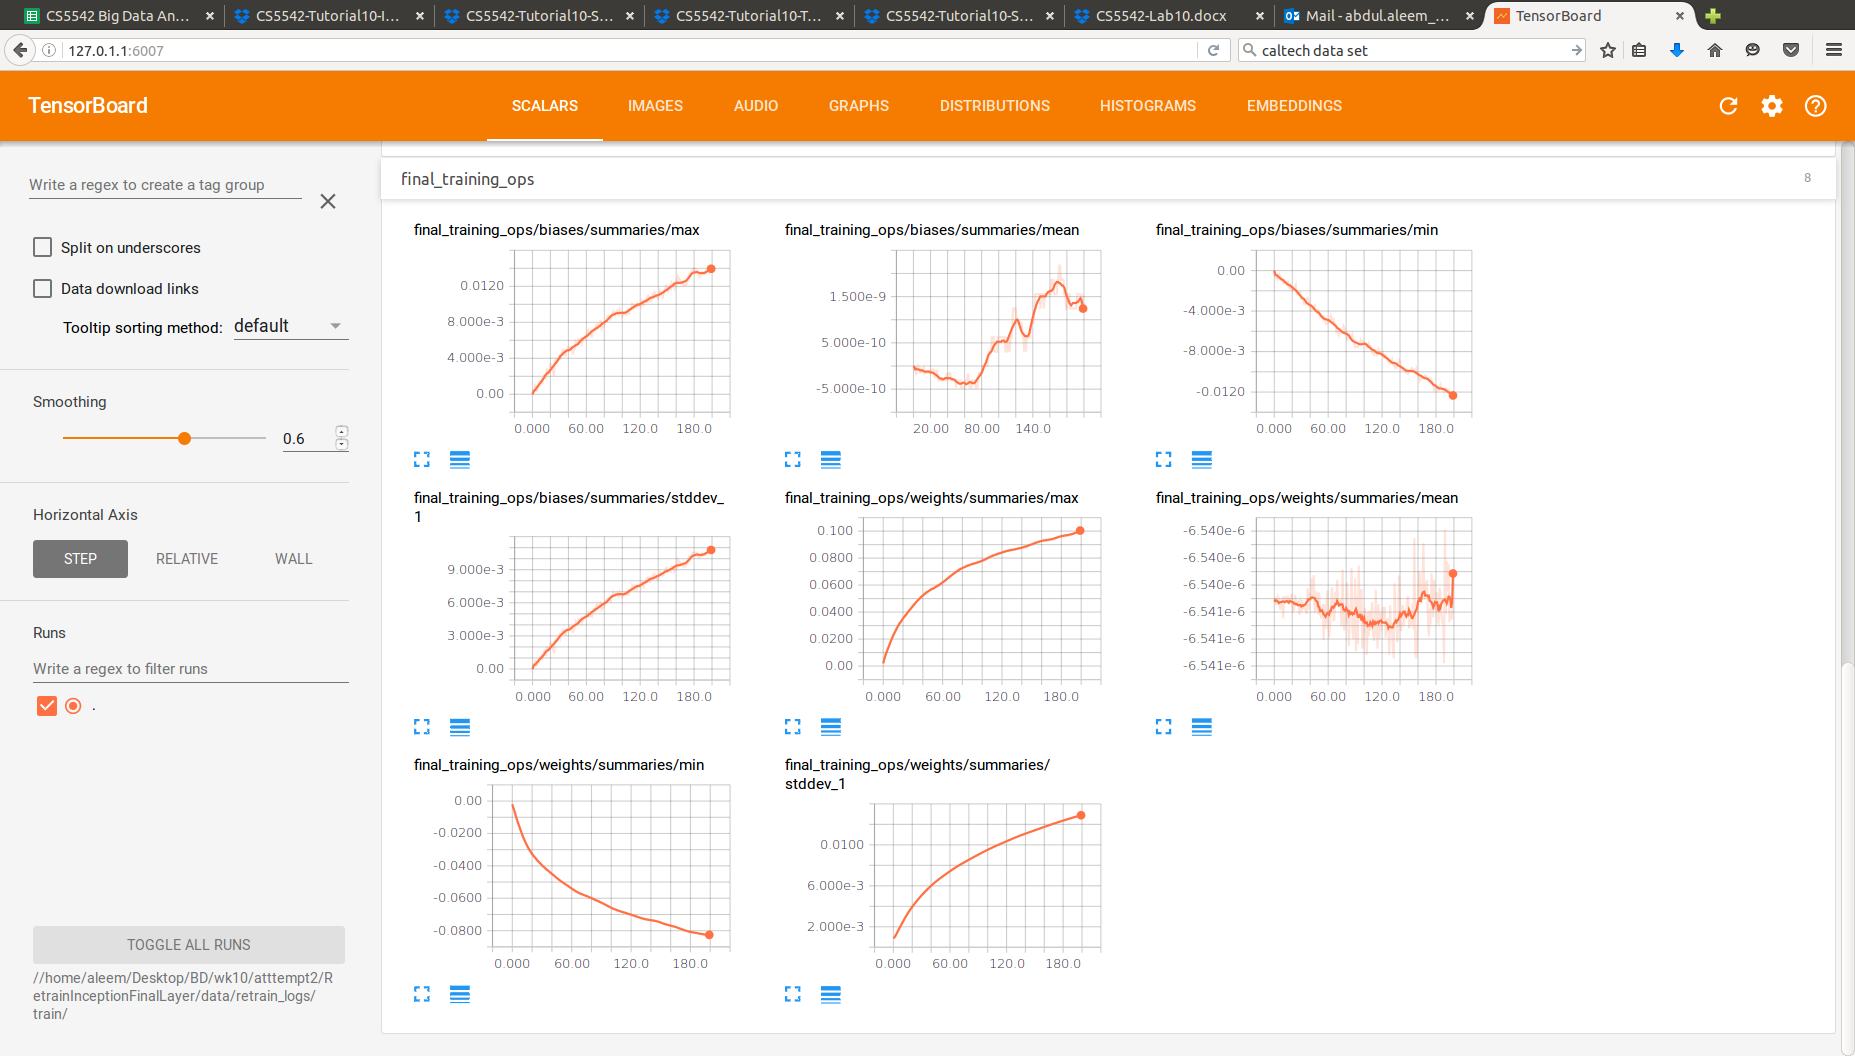 CS5542 Big Data An...
CS5542-Tutorial10-I...
CS5542-Tutorial10-S...
CS5542-Tutorial10-T...
CS5542-Tutorial10-S...
CS5542-Lab10.docx
Mail - abdul.aleem_...
TensorBoard
127.0.1.1:6007
caltech data set
TensorBoard
SCALARS
IMAGES
AUDIO
GRAPHS
DISTRIBUTIONS
HISTOGRAMS
EMBEDDINGS
Write a regex to create a tag group
Split on underscores
Data download links
Tooltip sorting method: default
Smoothing
0.6
Horizontal Axis
STEP
RELATIVE
WALL
Runs
Write a regex to filter runs
.
TOGGLE ALL RUNS
//home/aleem/Desktop/BD/wk10/atttempt2/R
etrainInceptionFinalLayer/data/retrain_logs/
train/
final_training_ops
8
final_training_ops/biases/summaries/max
0.0120
8.000e-3
4.000e-3
0.00
0.000 60.00 120.0 180.0
final_training_ops/biases/summaries/mean
1.500e-9
5.000e-10
-5.000e-10
20.00 80.00 140.0
final_training_ops/biases/summaries/min
0.00
-4.000e-3
-8.000e-3
-0.0120
0.000 60.00 120.0 180.0
final_training_ops/biases/summaries/stddev_
1
9.000e-3
6.000e-3
3.000e-3
0.00
0.000 60.00 120.0 180.0
final_training_ops/weights/summaries/max
0.100
0.0800
0.0600
0.0400
0.0200
0.00
0.000 60.00 120.0 180.0
final_training_ops/weights/summaries/mean
-6.540e-6
-6.540e-6
-6.540e-6
-6.541e-6
-6.541e-6
-6.541e-6
0.000 60.00 120.0 180.0
final_training_ops/weights/summaries/min
0.00
-0.0200
-0.0400
-0.0600
-0.0800
0.000 60.00 120.0 180.0
final_training_ops/weights/summaries/
stddev_1
0.0100
6.000e-3
2.000e-3
0.000 60.00 120.0 180.0